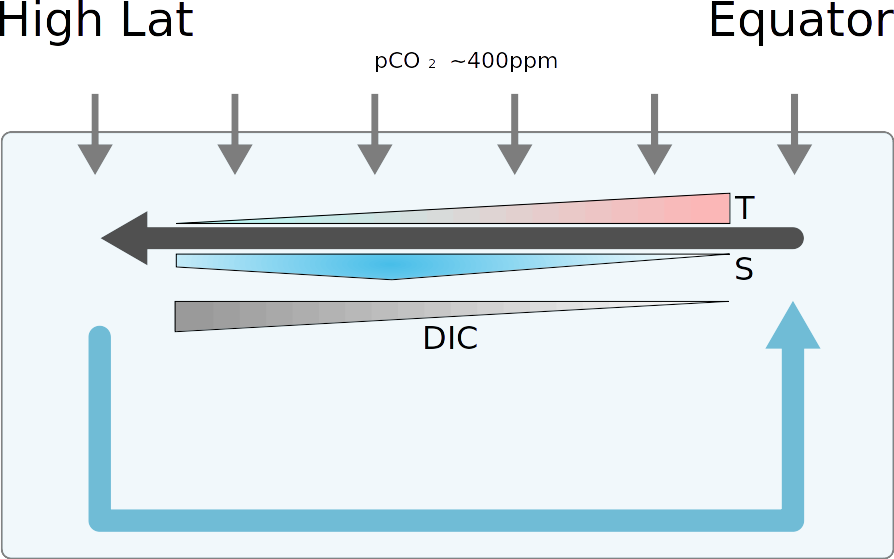 High Lat
Equator
pCO 2 ~400ppm
T
S
DIC